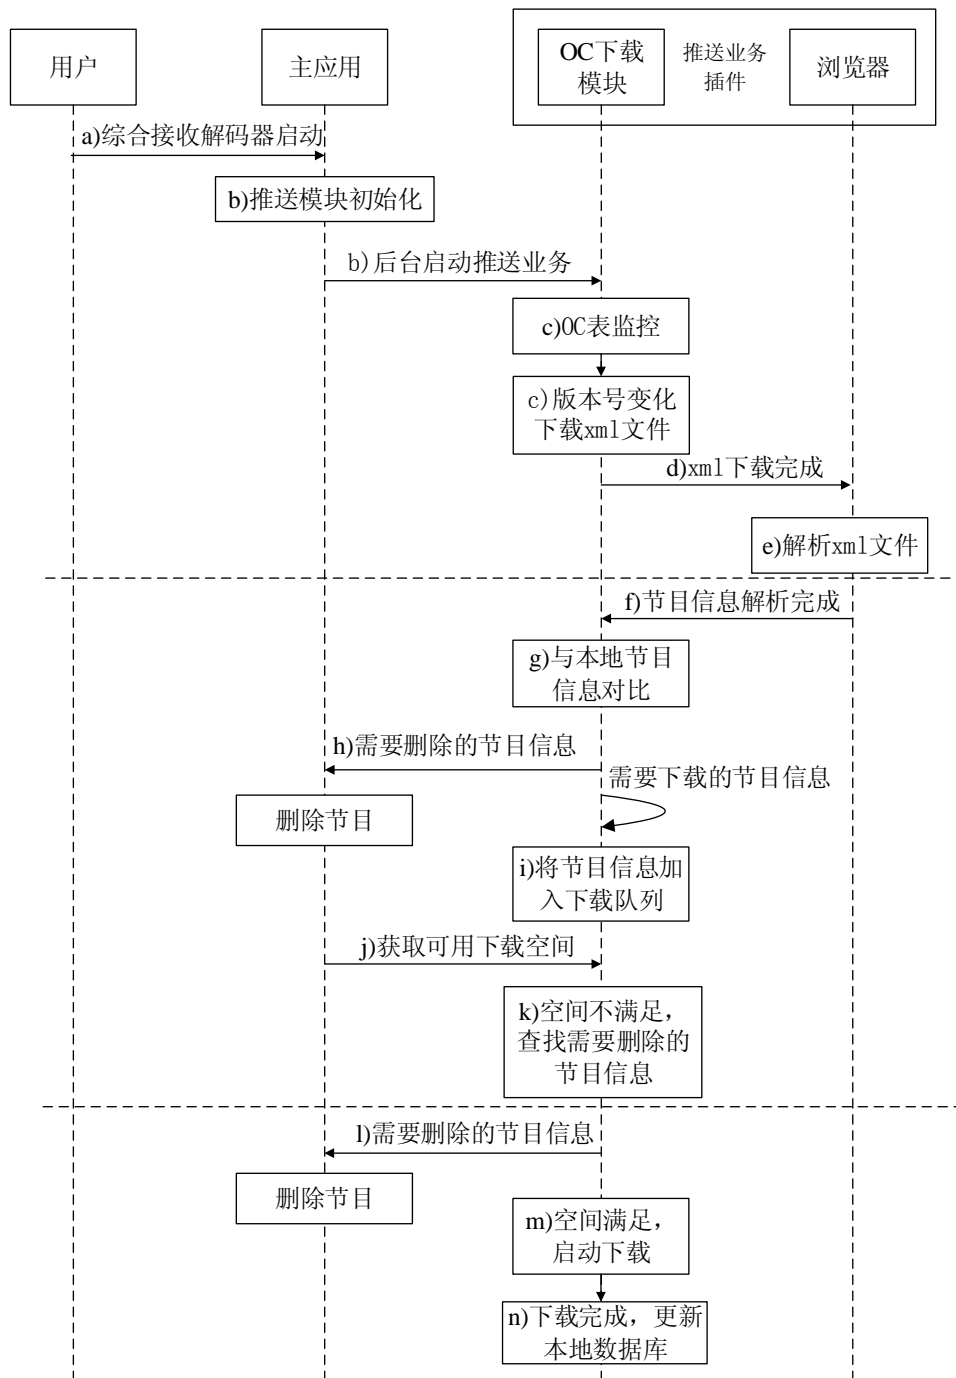 用户
主应用
OC下载
模块
推送业务
插件
浏览器
a)综合接收解码器启动
b)推送模块初始化
b)后台启动推送业务
c)OC表监控
c)版本号变化
下载xml文件
d)xml下载完成
e)解析xml文件
f)节目信息解析完成
g)与本地节目
信息对比
h)需要删除的节目信息
需要下载的节目信息
删除节目
i)将节目信息加
入下载队列
j)获取可用下载空间
k)空间不满足，
查找需要删除的
节目信息
l)需要删除的节目信息
删除节目
m)空间满足，
启动下载
n)下载完成，更新
本地数据库